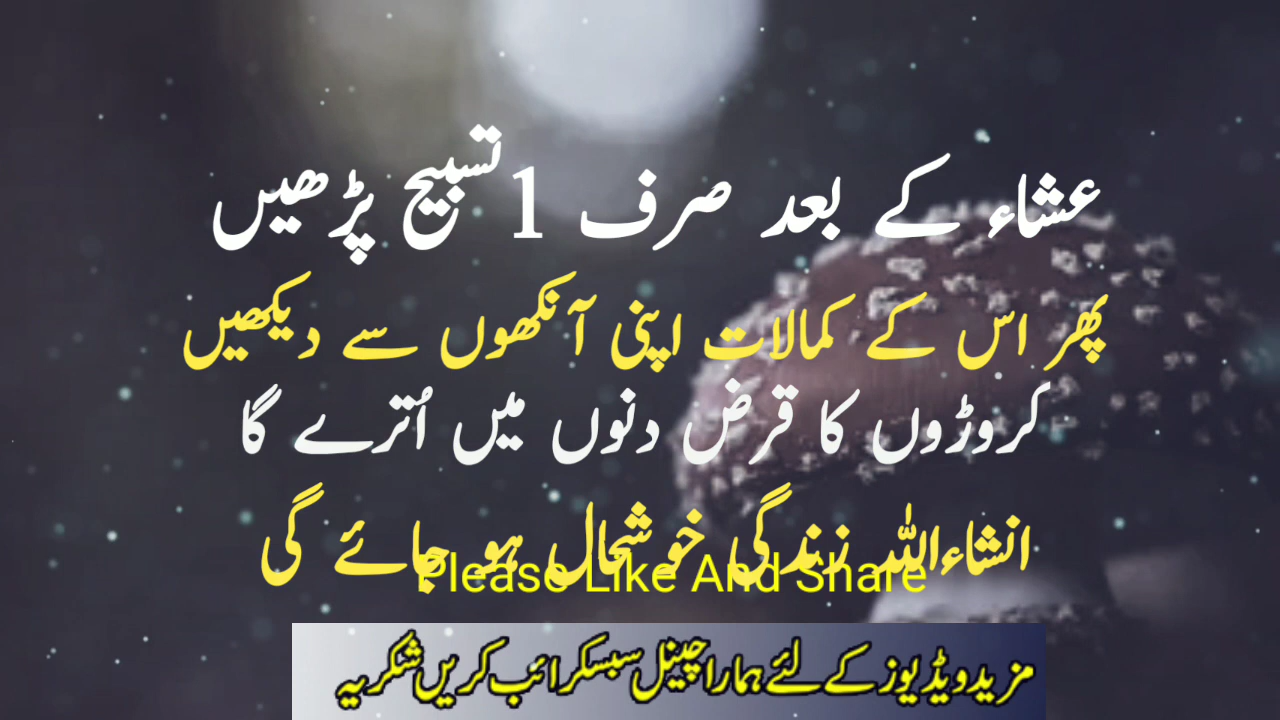 عشاء کے بعد صرف 1 تسبیح پڑھیں
پھر اس کے کمالات اپنی آنکھوں سے دیکھیں
کروڑوں کا قرض دنوں میں اُترے گا
انشاءاللہ زندگی خوشحال ہو جائے گی
Please Like And Share
مزید ویڈیوز کے لئے ہمارا چینل سبسکرائب کریں شکریہ